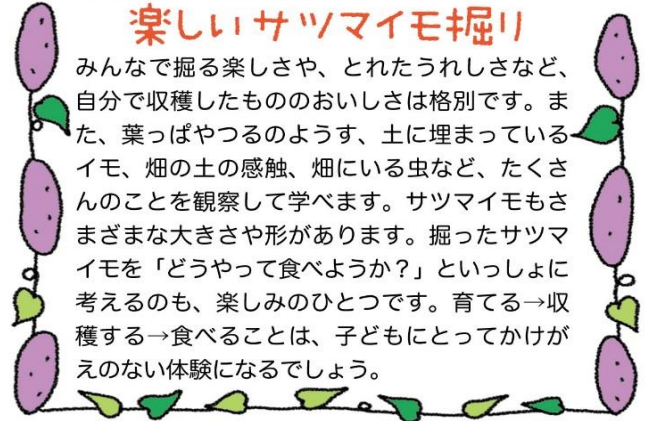 楽しいサツマイモ掘り
みんなで掘る楽しさや、とれたうれしさなど、
自分で収穫したもののおいしさは格別です。ま
た、葉っぱやつるのようす、土に埋まっている
イモ、畑の土の感触、畑にいる虫など、たくさ
んのことを観察して学べます。サツマイモもさ
まざまな大きさや形があります。掘ったサツマ
イモを「どうやって食べようか？」といっしょに
考えるのも、楽しみのひとつです。育てる→収
穫する→食べることは、子どもにとってかけが
えのない体験になるでしょう。